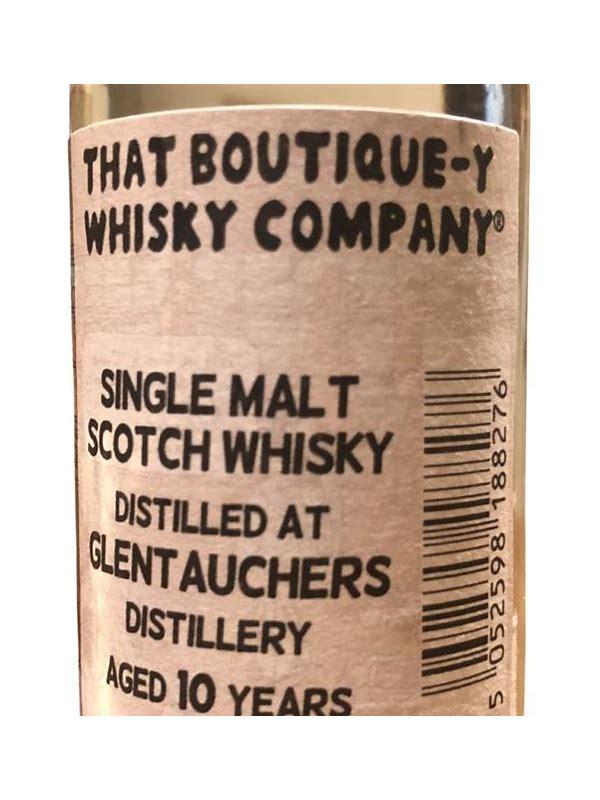 THAT BOUTIQUE-Y
WHISKY COMPANY®
SINGLE MALT
SCOTCH WHISKY
DISTILLED AT
GLENTAUCHERS
DISTILLERY
AGED 10 YEARS
5 052598 188276